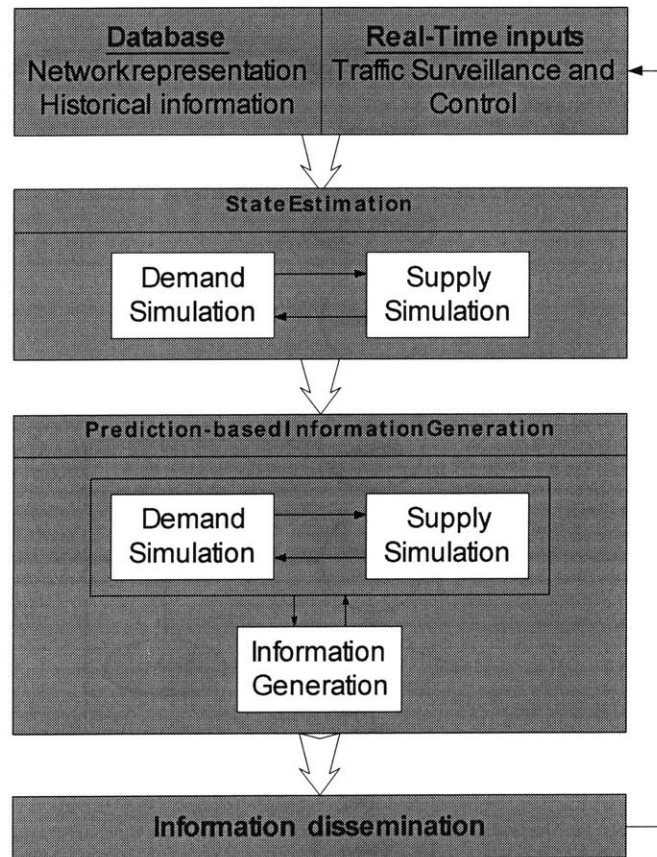 Database
Networkrepresentation
Historical information
Real-Time inputs
Traffic Surveillance and
Control
StateEstimation
Demand
Simulation
Supply
Simulation
Prediction-basedInformationGeneration
Demand
Simulation
Supply
Simulation
Information
Generation
Information dissemination